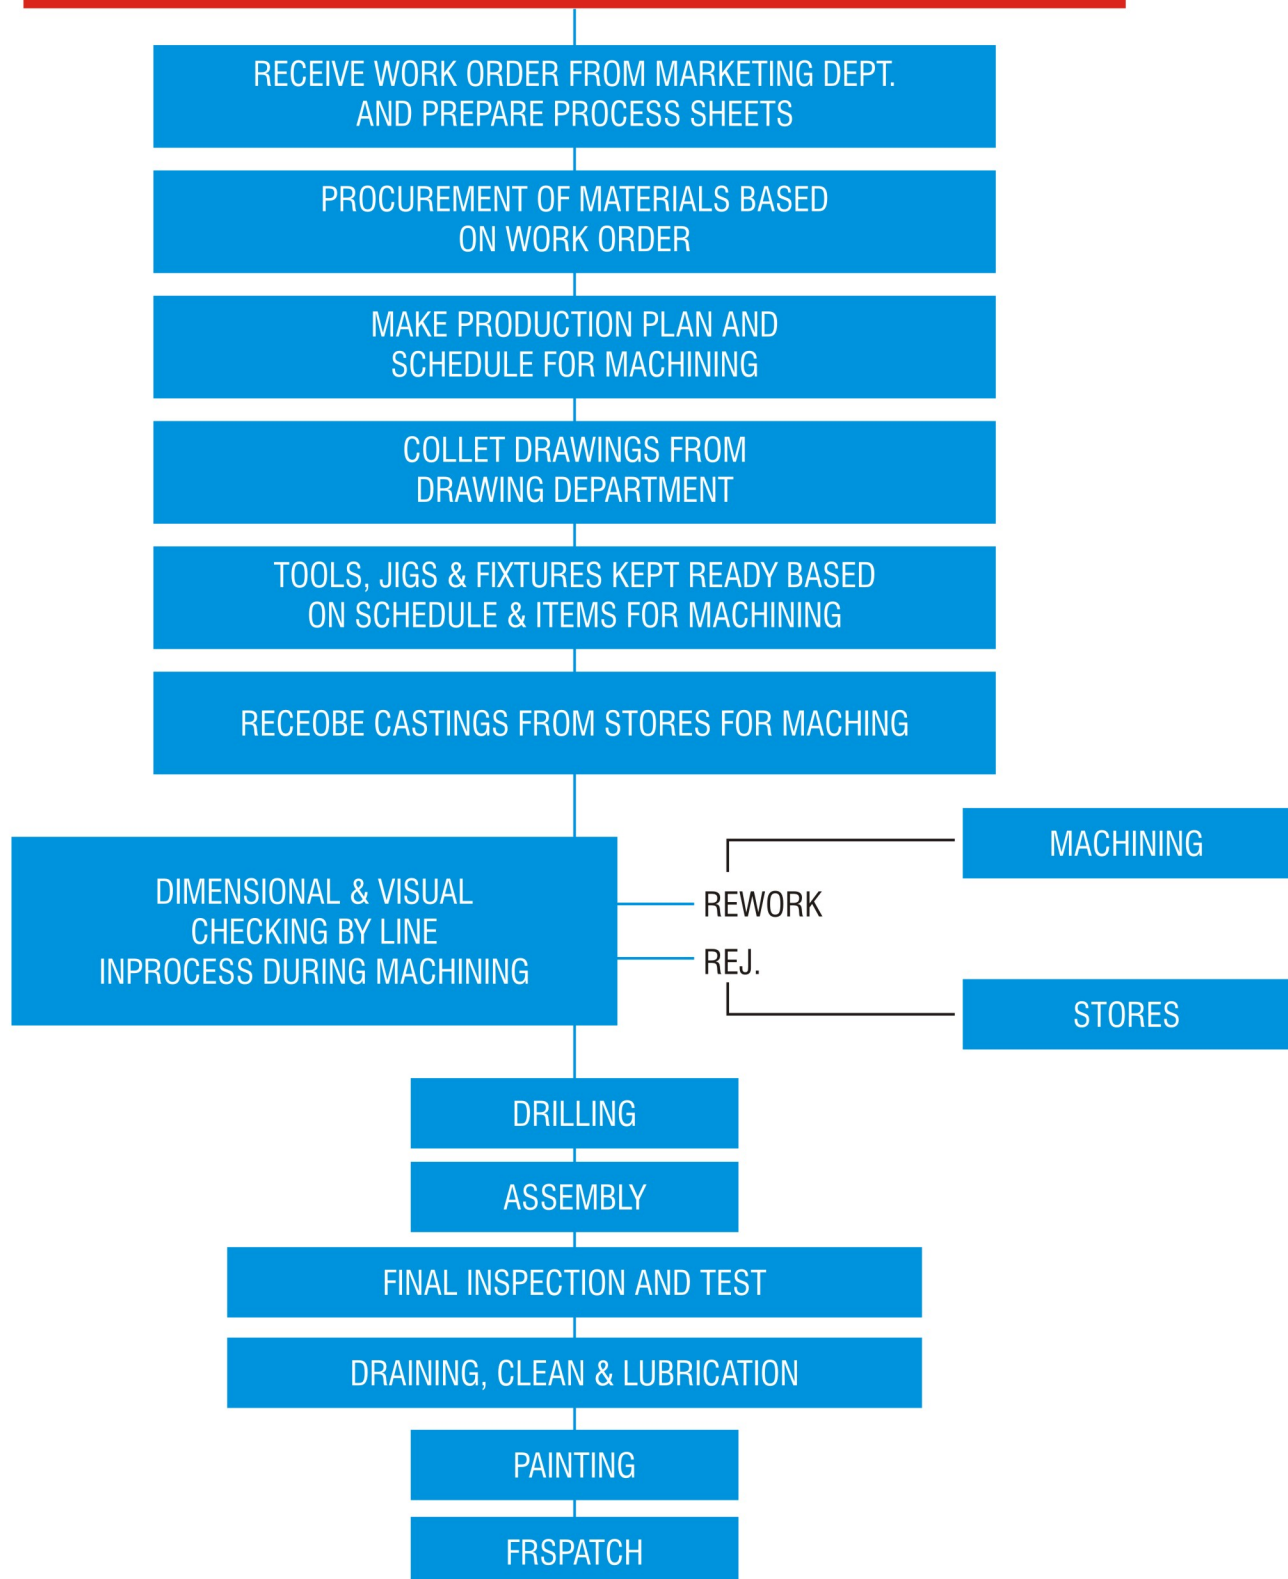 RECEIVE WORK ORDER FROM MARKETING DEPT.
AND PREPARE PROCESS SHEETS
PROCUREMENT OF MATERIALS BASED
ON WORK ORDER
MAKE PRODUCTION PLAN AND
SCHEDULE FOR MACHINING
COLLET DRAWINGS FROM
DRAWING DEPARTMENT
TOOLS, JIGS & FIXTURES KEPT READY BASED
ON SCHEDULE & ITEMS FOR MACHINING
RECEOBE CASTINGS FROM STORES FOR MACHING
MACHINING
DIMENSIONAL & VISUAL
CHECKING BY LINE
INPROCESS DURING MACHINING
REWORK
REJ.
STORES
DRILLING
ASSEMBLY
FINAL INSPECTION AND TEST
DRAINING, CLEAN & LUBRICATION
PAINTING
FRSPATCH